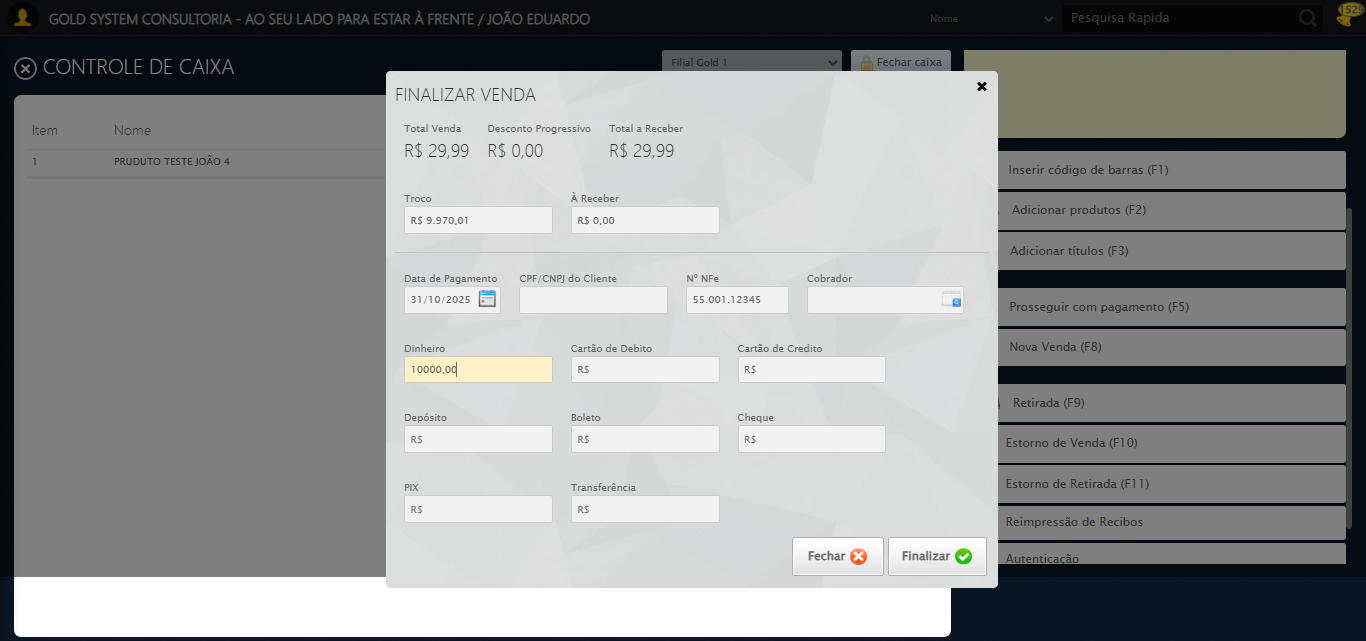 GOLD SYSTEM CONSULTORIA - AO SEU LADO PARA ESTAR À FRENTE / JOÃO EDUARDO
Nome
Pesquisa Rapida
1529
CONTROLE DE CAIXA
Filial Gold 1
Fechar caixa
Item Nome
1 PRUDUTO TESTE JOÃO 4
FINALIZAR VENDA
Total Venda Desconto Progressivo Total a Receber
R$ 29,99 R$ 0,00 R$ 29,99
Troco À Receber
R$ 9.970,01 R$ 0,00
Data de Pagamento CPF/CNPJ do Cliente Nº NFe Cobrador
31/10/2025 55.001.12345
Dinheiro Cartão de Debito Cartão de Credito
10000,00 R$ R$
Depósito Boleto Cheque
R$ R$ R$
PIX Transferência
R$ R$
Fechar Finalizar
Inserir código de barras (F1)
Adicionar produtos (F2)
Adicionar títulos (F3)
Prosseguir com pagamento (F5)
Nova Venda (F8)
Retirada (F9)
Estorno de Venda (F10)
Estorno de Retirada (F11)
Reimpressão de Recibos
Autenticação